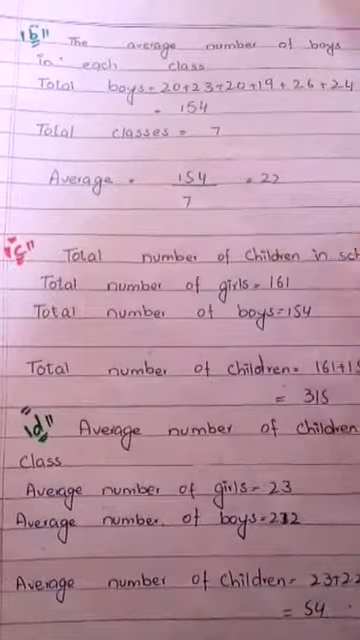 "b" The average number of boys
in each class
Total boys = 20+23+20+19+26+24
= 154
Total classes = 7
Average = 154/7 = 22
"c" Total number of Children in sch
Total number of girls = 161
Total number of boys = 154
Total number of children = 161+15
= 315
"d" Average number of children
class
Average number of girls = 23
Average number of boys =
Average number of Children = 23+22
= 54